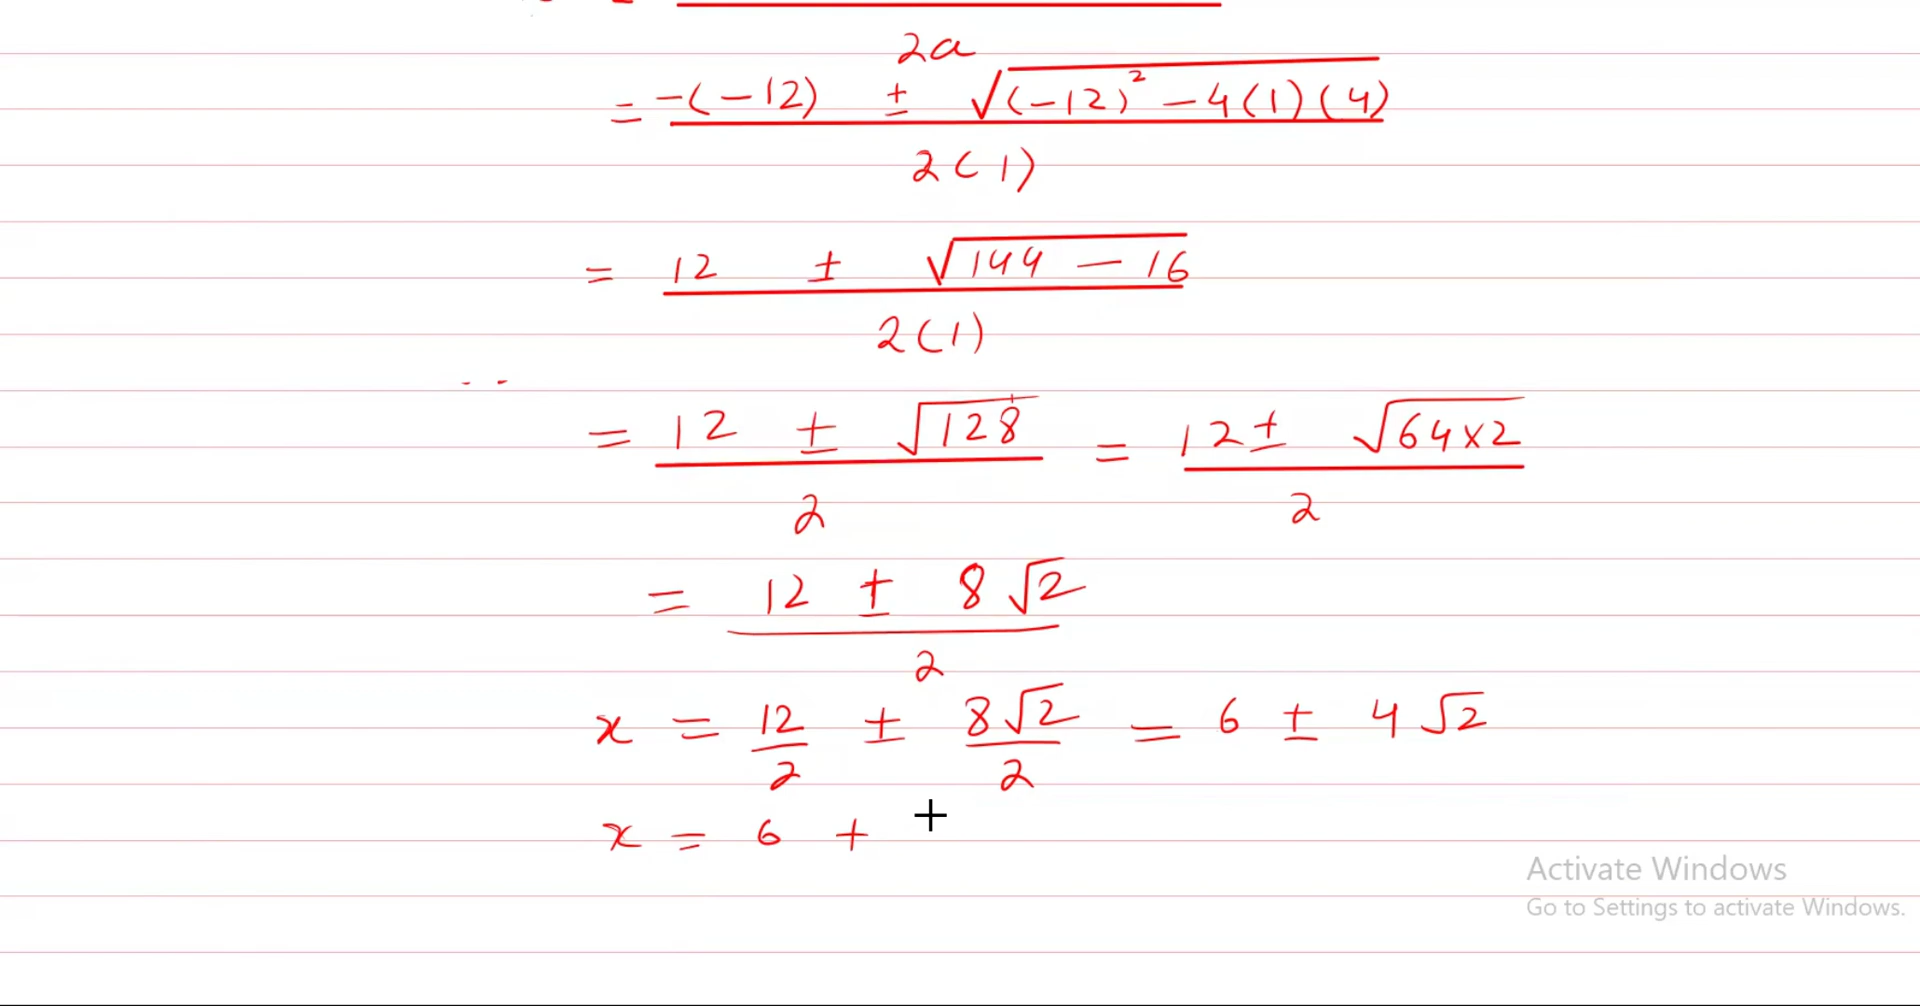 2a
= -(-12) ± √(-12)² - 4(1)(4)
2(1)
= 12 ± √144 - 16
2(1)
= 12 ± √128 = 12 ± √64×2
2 2
= 12 ± 8√2
2
x = 12/2 ± 8√2/2 = 6 ± 4√2
x = 6 +
Activate Windows
Go to Settings to activate Windows.